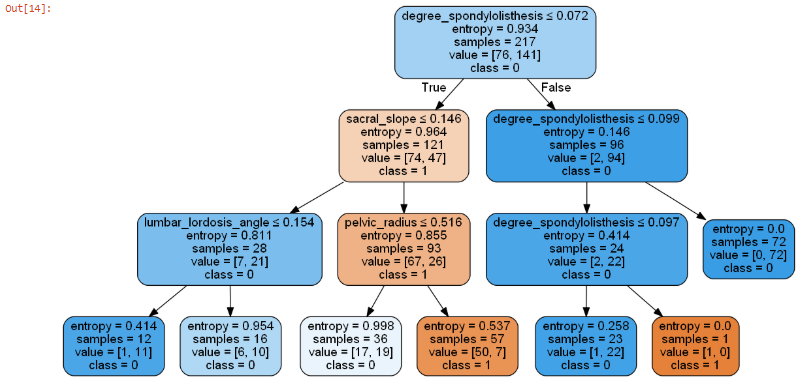 Out[14]:
degree_spondylolisthesis ≤ 0.072
entropy = 0.934
samples = 217
value = [76, 141]
class = 0
True
False
sacral_slope ≤ 0.146
entropy = 0.964
samples = 121
value = [74, 47]
class = 1
degree_spondylolisthesis ≤ 0.099
entropy = 0.146
samples = 96
value = [2, 94]
class = 0
lumbar_lordosis_angle ≤ 0.154
entropy = 0.811
samples = 28
value = [7, 21]
class = 0
pelvic_radius ≤ 0.516
entropy = 0.855
samples = 93
value = [67, 26]
class = 1
degree_spondylolisthesis ≤ 0.097
entropy = 0.414
samples = 24
value = [2, 22]
class = 0
entropy = 0.0
samples = 72
value = [0, 72]
class = 0
entropy = 0.414
samples = 12
value = [1, 11]
class = 0
entropy = 0.954
samples = 16
value = [6, 10]
class = 0
entropy = 0.998
samples = 36
value = [17, 19]
class = 0
entropy = 0.537
samples = 57
value = [50, 7]
class = 1
entropy = 0.258
samples = 23
value = [1, 22]
class = 0
entropy = 0.0
samples = 1
value = [1, 0]
class = 1